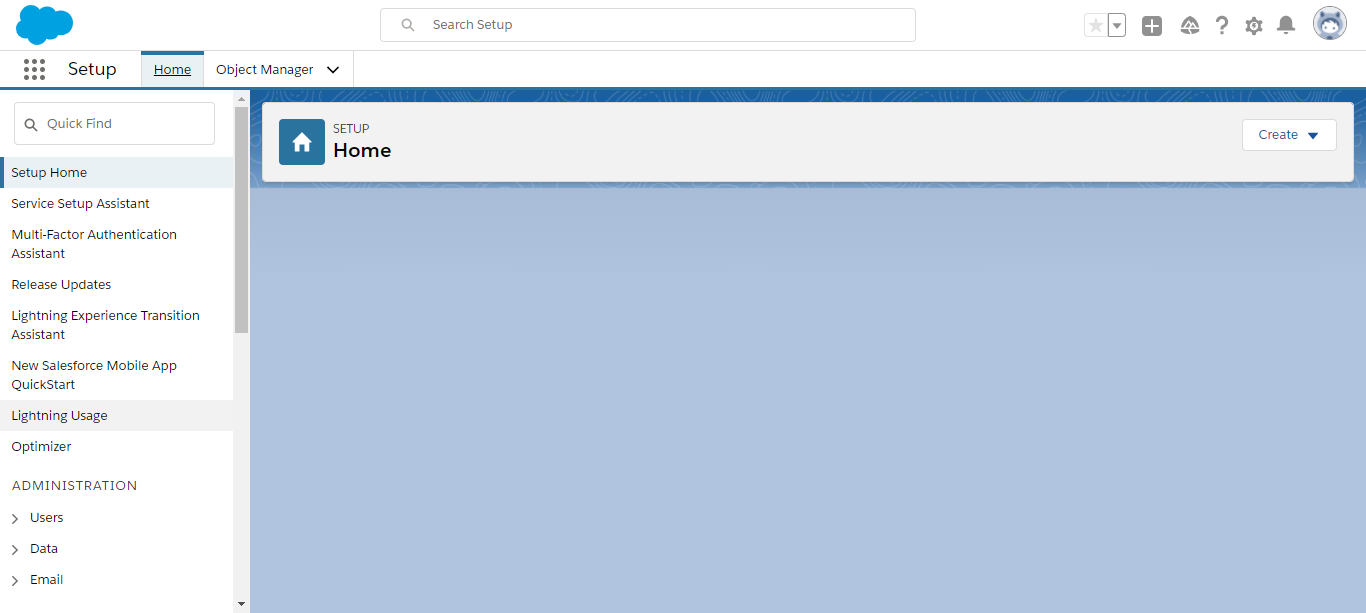 Search Setup
Setup
Home
Object Manager
Quick Find
Setup Home
Service Setup Assistant
Multi-Factor Authentication
Assistant
Release Updates
Lightning Experience Transition
Assistant
New Salesforce Mobile App
QuickStart
Lightning Usage
Optimizer
ADMINISTRATION
Users
Data
Email
SETUP
Home
Create